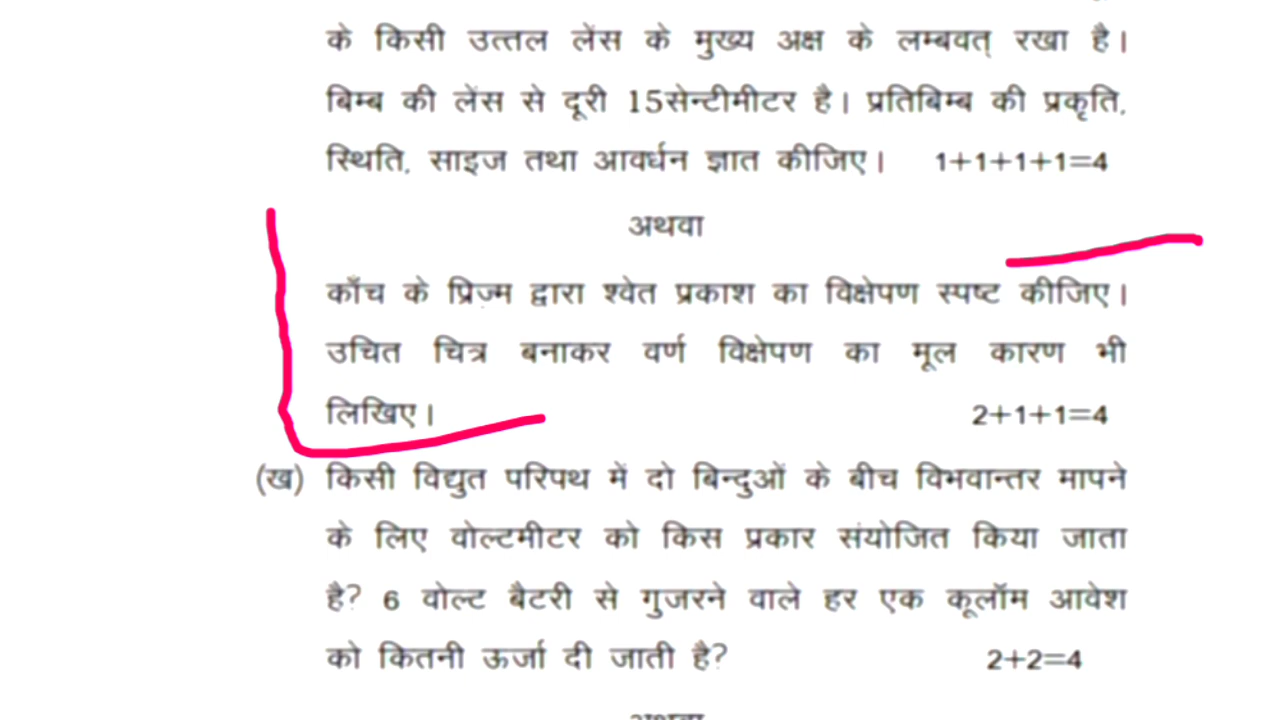 के किसी उत्तल लेंस के मुख्य अक्ष के लम्बवत् रखा है।
बिम्ब की लेंस से दूरी 15सेन्टीमीटर है। प्रतिबिम्ब की प्रकृति,
स्थिति, साइज तथा आवर्धन ज्ञात कीजिए। 1+1+1+1=4
अथवा
काँच के प्रिज्म द्वारा श्वेत प्रकाश का विक्षेपण स्पष्ट कीजिए।
उचित चित्र बनाकर वर्ण विक्षेपण का मूल कारण भी
लिखिए। 2+1+1=4
(ख) किसी विद्युत परिपथ में दो बिन्दुओं के बीच विभवान्तर मापने
के लिए वोल्टमीटर को किस प्रकार संयोजित किया जाता
है? 6 वोल्ट बैटरी से गुजरने वाले हर एक कूलॉम आवेश
को कितनी ऊर्जा दी जाती है? 2+2=4